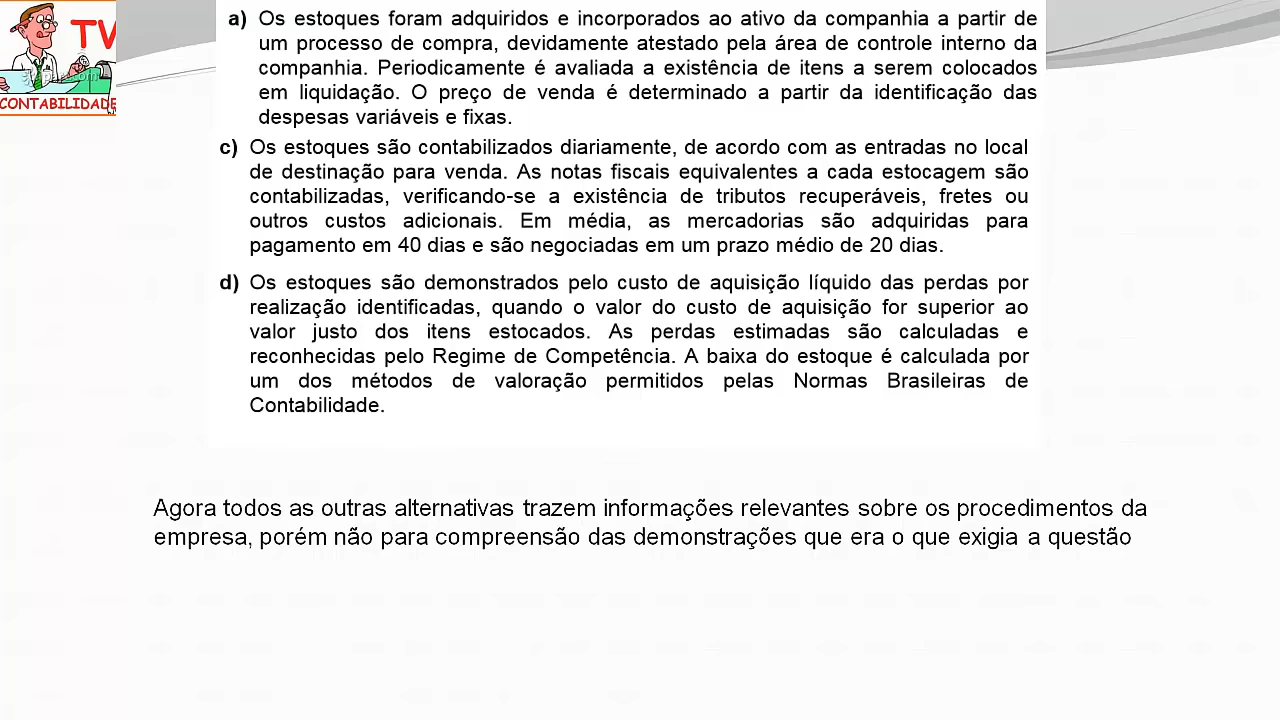 TV
CONTABILIDADE
a) Os estoques foram adquiridos e incorporados ao ativo da companhia a partir de
um processo de compra, devidamente atestado pela área de controle interno da
companhia. Periodicamente é avaliada a existência de itens a serem colocados
em liquidação. O preço de venda é determinado a partir da identificação das
despesas variáveis e fixas.
c) Os estoques são contabilizados diariamente, de acordo com as entradas no local
de destinação para venda. As notas fiscais equivalentes a cada estocagem são
contabilizadas, verificando-se a existência de tributos recuperáveis, fretes ou
outros custos adicionais. Em média, as mercadorias são adquiridas para
pagamento em 40 dias e são negociadas em um prazo médio de 20 dias.
d) Os estoques são demonstrados pelo custo de aquisição líquido das perdas por
realização identificadas, quando o valor do custo de aquisição for superior ao
valor justo dos itens estocados. As perdas estimadas são calculadas e
reconhecidas pelo Regime de Competência. A baixa do estoque é calculada por
um dos métodos de valoração permitidos pelas Normas Brasileiras de
Contabilidade.
Agora todos as outras alternativas trazem informações relevantes sobre os procedimentos da
empresa, porém não para compreensão das demonstrações que era o que exigia a questão